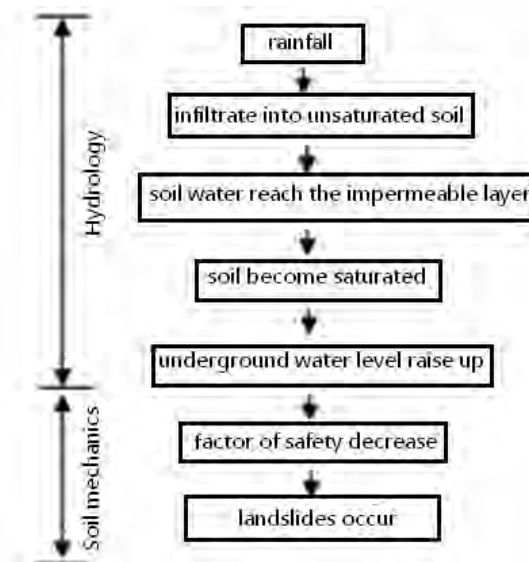 rainfall
infiltrate into unsaturated soil
soil water reach the impermeable layer
soil become saturated
underground water level raise up
factor of safety decrease
landslides occur
Hydrology
Soil mechanics